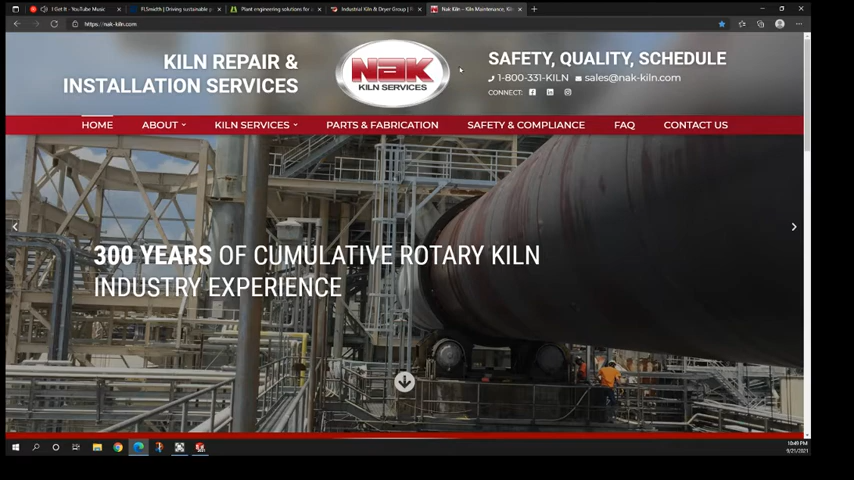 I Got It - YouTube Music
FLSmidth | Driving sustainable p
Plant engineering solutions for a
Industrial Kiln & Dryer Group |
Nak Kiln – Kiln Maintenance, Kil
https://nak-kiln.com
KILN REPAIR &
INSTALLATION SERVICES
NAK
KILN SERVICES
SAFETY, QUALITY, SCHEDULE
1-800-331-KILN sales@nak-kiln.com
CONNECT:
HOME ABOUT KILN SERVICES PARTS & FABRICATION SAFETY & COMPLIANCE FAQ CONTACT US
300 YEARS OF CUMULATIVE ROTARY KILN
INDUSTRY EXPERIENCE
10:49 PM
9/21/2021